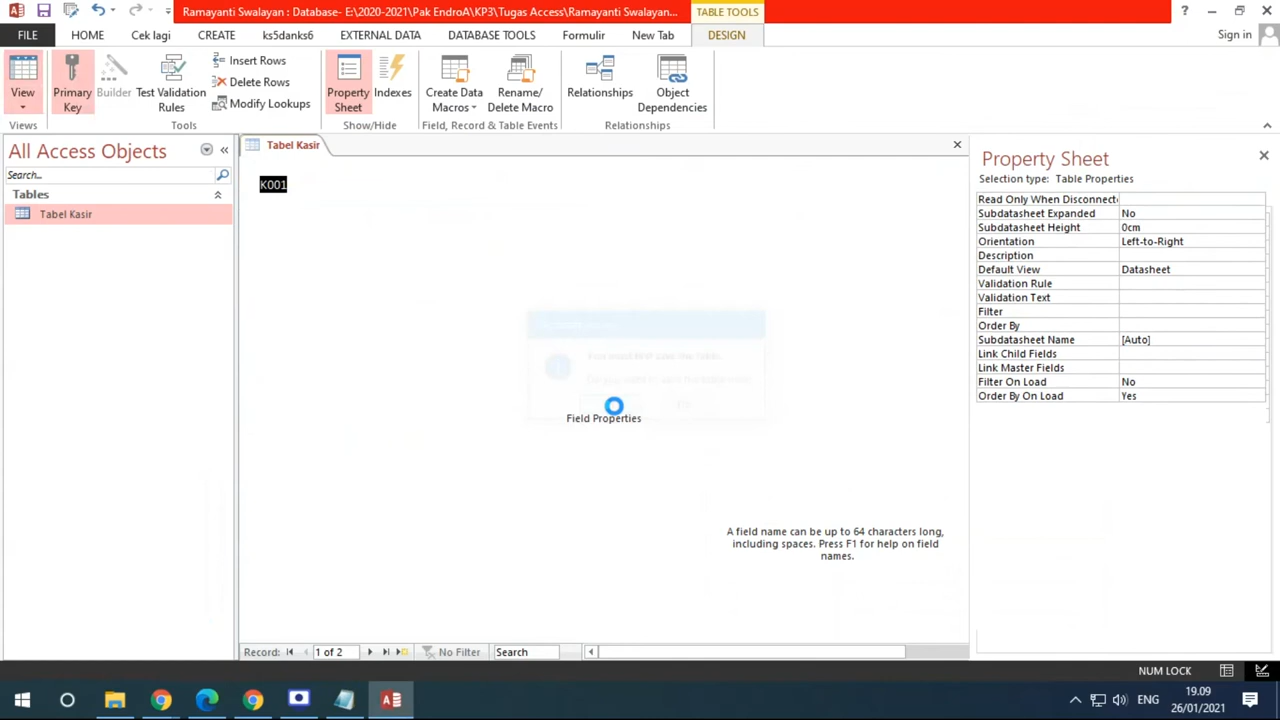 Ramayanti Swalayan : Database- E:\2020-2021\Pak EndroA\KP3\Tugas Access\Ramayanti Swalayan...
TABLE TOOLS
?
FILE
HOME
Cek lagi
CREATE
ks5danks6
EXTERNAL DATA
DATABASE TOOLS
Formulir
New Tab
DESIGN
Sign in
View
Primary
Key
Builder
Test Validation
Rules
Insert Rows
Delete Rows
Modify Lookups
Property
Sheet
Indexes
Create Data
Macros
Rename/
Delete Macro
Relationships
Object
Dependencies
Views
Tools
Show/Hide
Field, Record & Table Events
Relationships
All Access Objects
Search...
Tables
Tabel Kasir
Tabel Kasir
K001
You must first save the table.
Field Properties
A field name can be up to 64 characters long,
including spaces. Press F1 for help on field
names.
Record:
1 of 2
No Filter
Search
Property Sheet
Selection type: Table Properties
Read Only When Disconnecte
Subdatasheet Expanded No
Subdatasheet Height 0cm
Orientation Left-to-Right
Description
Default View Datasheet
Validation Rule
Validation Text
Filter
Order By
Subdatasheet Name [Auto]
Link Child Fields
Link Master Fields
Filter On Load No
Order By On Load Yes
NUM LOCK
ENG
19.09
26/01/2021